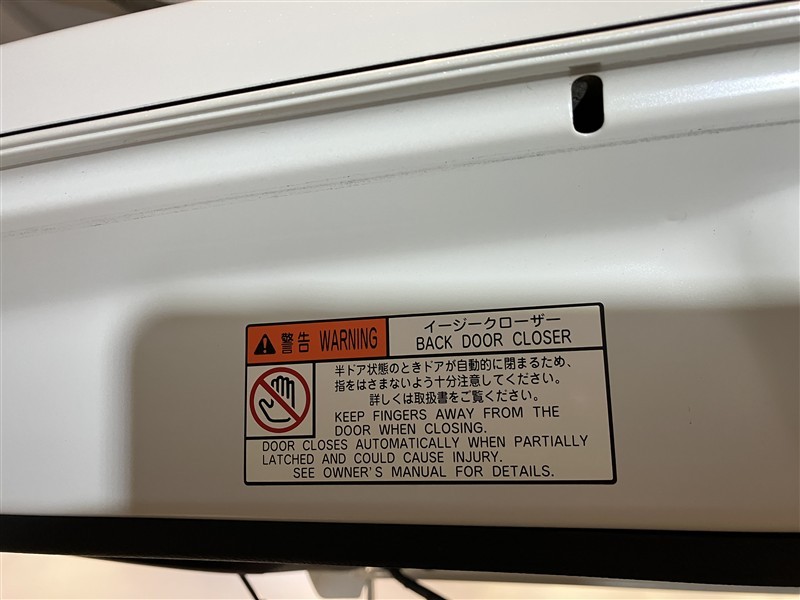 警告 WARNING
イージークローザー
BACK DOOR CLOSER
半ドア状態のときドアが自動的に閉まるため、
指をはさまないよう十分注意してください。
詳しくは取扱書をご覧ください。
KEEP FINGERS AWAY FROM THE
DOOR WHEN CLOSING.
DOOR CLOSES AUTOMATICALLY WHEN PARTIALLY
LATCHED AND COULD CAUSE INJURY.
SEE OWNER'S MANUAL FOR DETAILS.